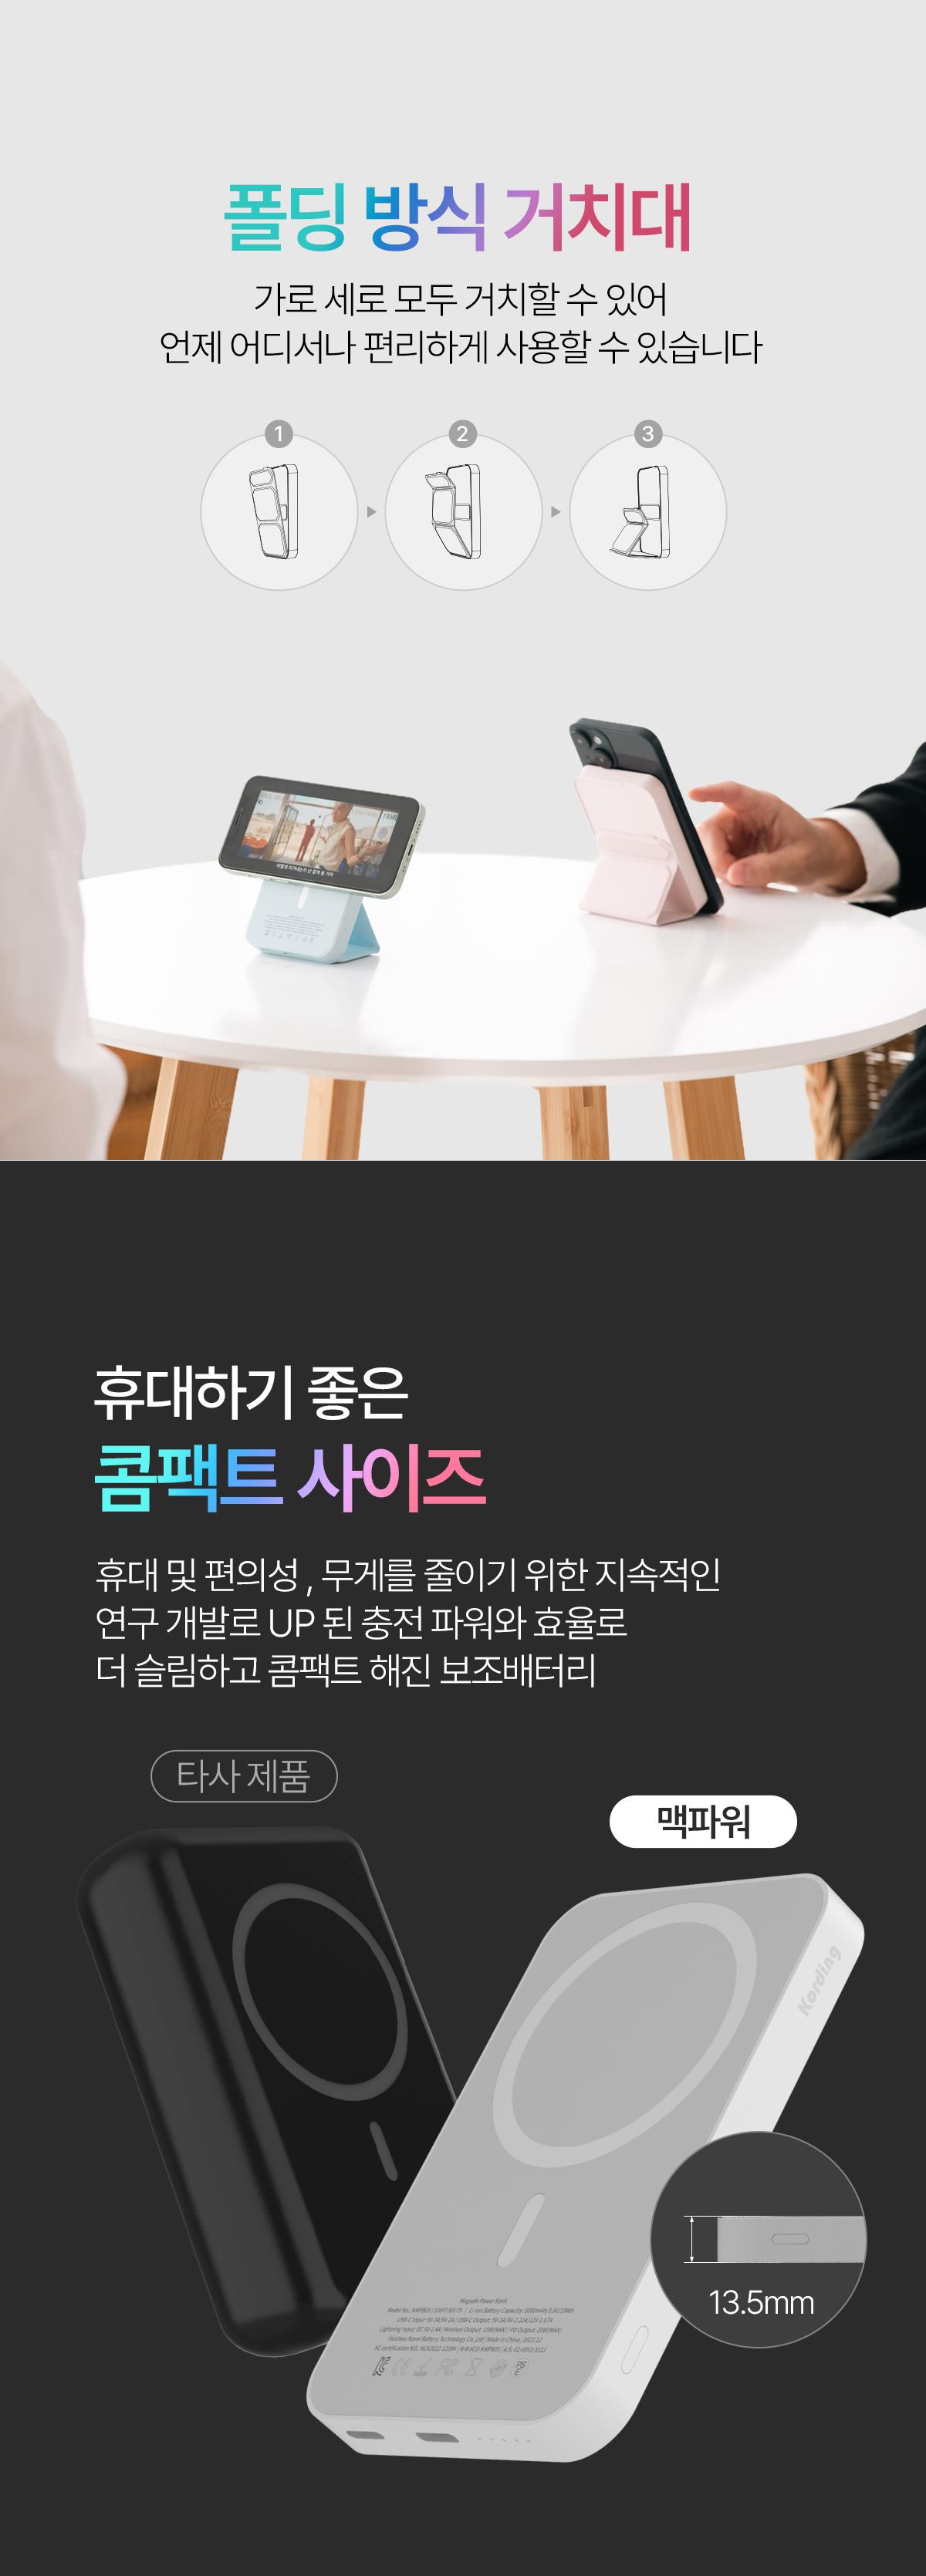 폴딩 방식 거치대
가로 세로 모두 거치할 수 있어
언제 어디서나 편리하게 사용할 수 있습니다
1
2
3
휴대하기 좋은
콤팩트 사이즈
휴대 및 편의성 , 무게를 줄이기 위한 지속적인
연구 개발로 UP 된 충전 파워와 효율로
더 슬림하고 콤팩트 해진 보조배터리
타사 제품
맥파워
Kording
13.5mm
Magsafe Power Bank